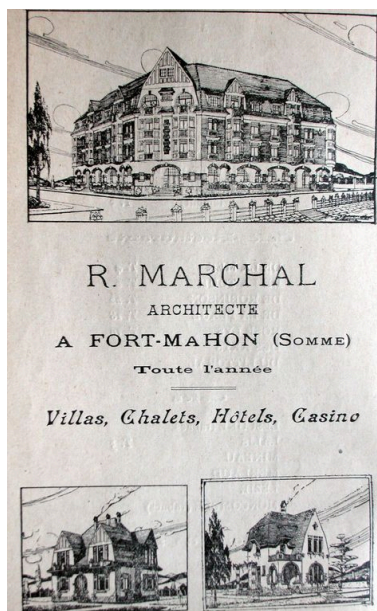 R. MARCHAL
ARCHITECTE
A FORT-MAHON (SOMME)
Toute l'année
Villas, Chalets, Hôtels, Casino